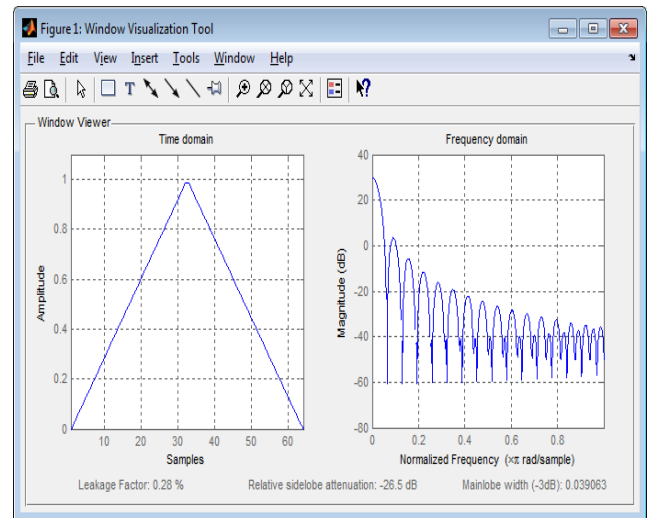 Figure 1: Window Visualization Tool
File Edit View Insert Tools Window Help
Window Viewer
Time domain
1
0.8
0.6
0.4
0.2
0
Amplitude
10 20 30 40 50 60
Samples
Frequency domain
40
20
0
-20
-40
-60
-80
Magnitude (dB)
0 0.2 0.4 0.6 0.8
Normalized Frequency (×π rad/sample)
Leakage Factor: 0.28 % Relative sidelobe attenuation: -26.5 dB Mainlobe width (-3dB): 0.039063